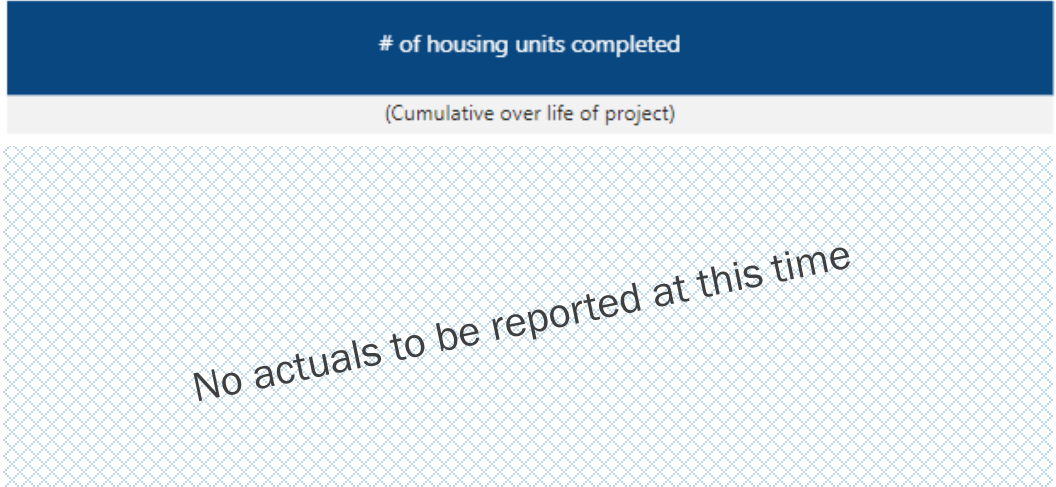 # of housing units completed
(Cumulative over life of project)
No actuals to be reported at this time